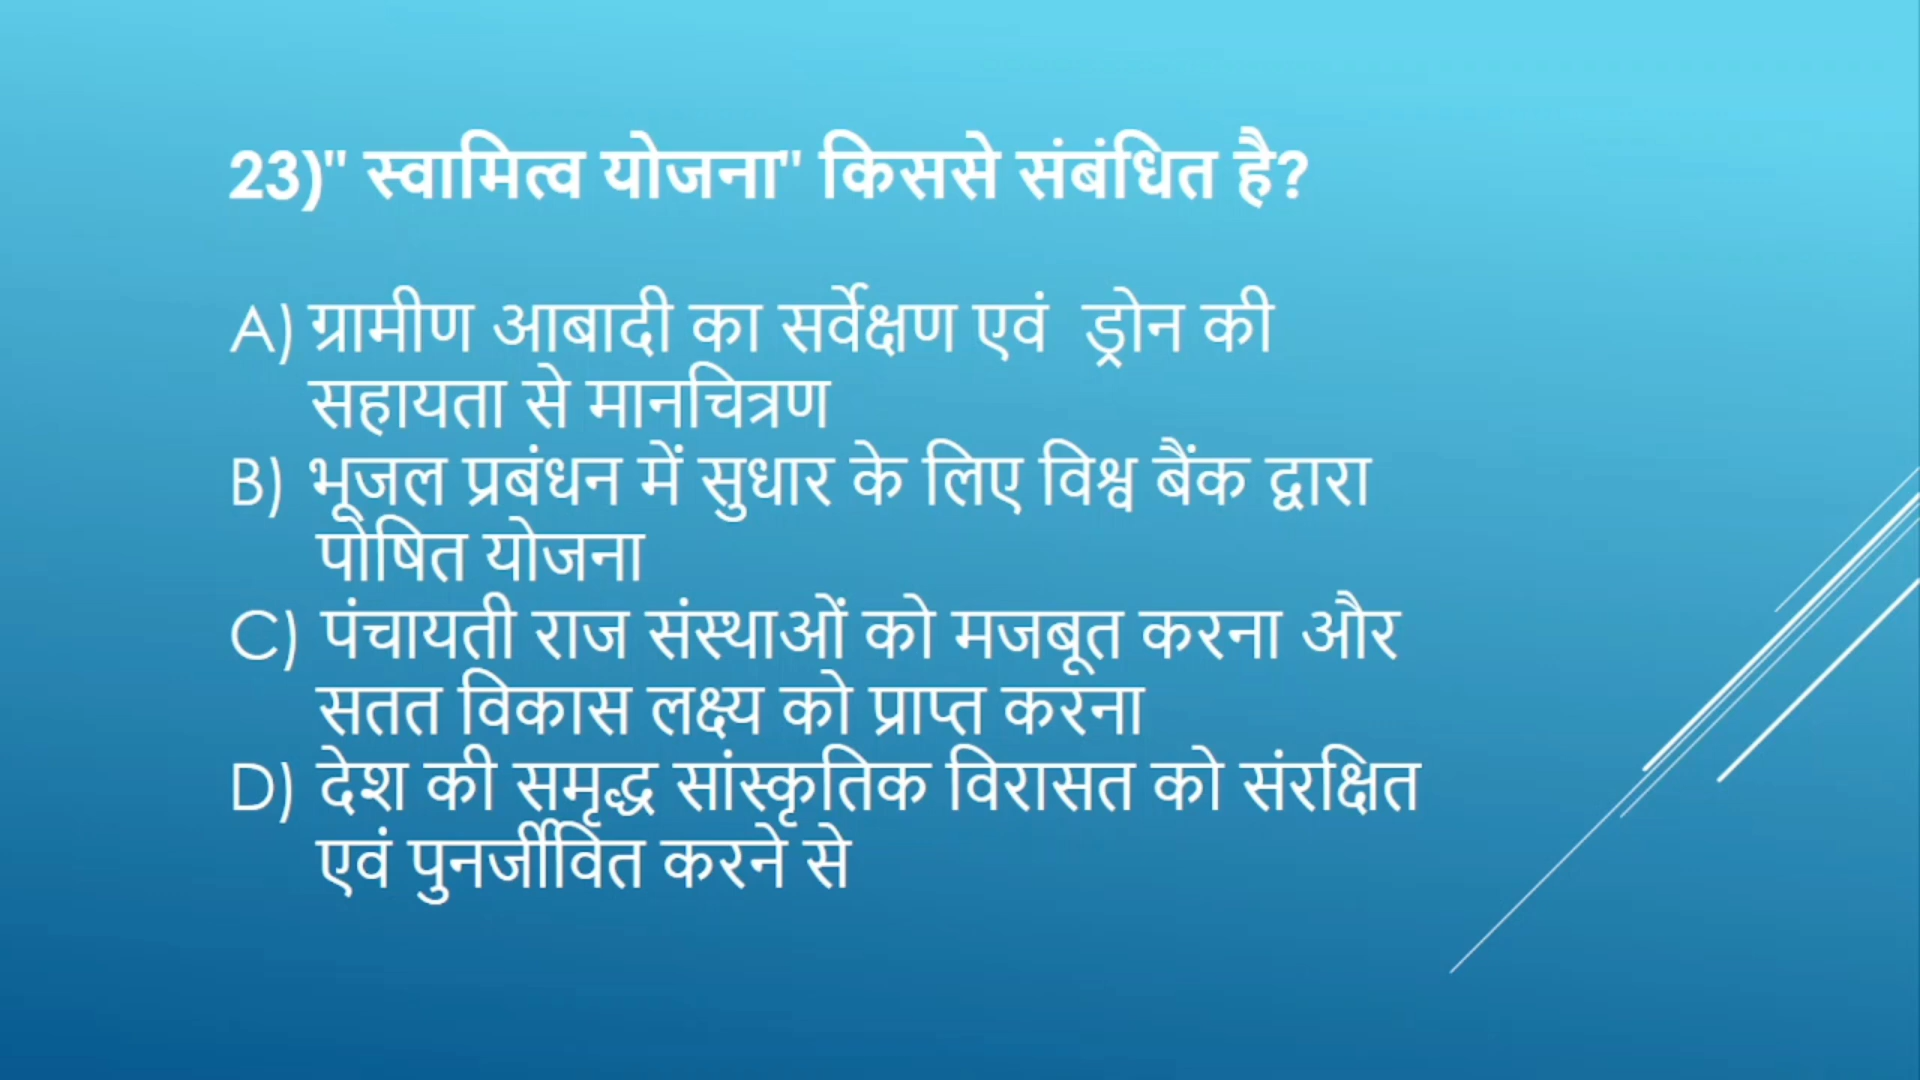 23)" स्वामित्व योजना" किससे संबंधित है?
A) ग्रामीण आबादी का सर्वेक्षण एवं ड्रोन की
सहायता से मानचित्रण
B) भूजल प्रबंधन में सुधार के लिए विश्व बैंक द्वारा
पोषित योजना
C) पंचायती राज संस्थाओं को मजबूत करना और
सतत विकास लक्ष्य को प्राप्त करना
D) देश की समृद्ध सांस्कृतिक विरासत को संरक्षित
एवं पुनर्जीवित करने से